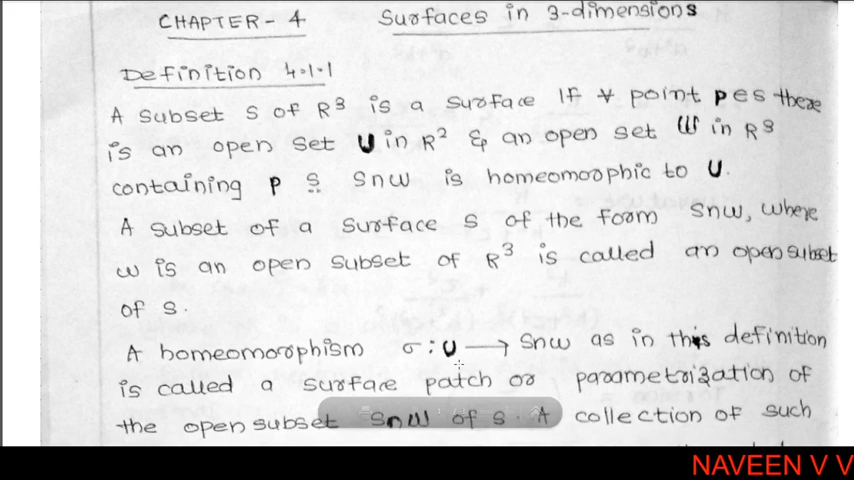 CHAPTER-4 Surfaces in 3-dimensions
Definition 4.1.1
A subset S of R³ is a surface If ∀ point P∈S there
is an open set U in R² & an open set W in R³
containing P S̤ S∩W is homeomorphic to U.
A subset of a surface S of the form S∩W, where
W is an open subset of R³ is called an open subset
of S.
A homeomorphism σ:U → S∩W as in this definition
is called a surface patch or parametrization of
the open subset S∩W of S. A collection of such
NAVEEN V V